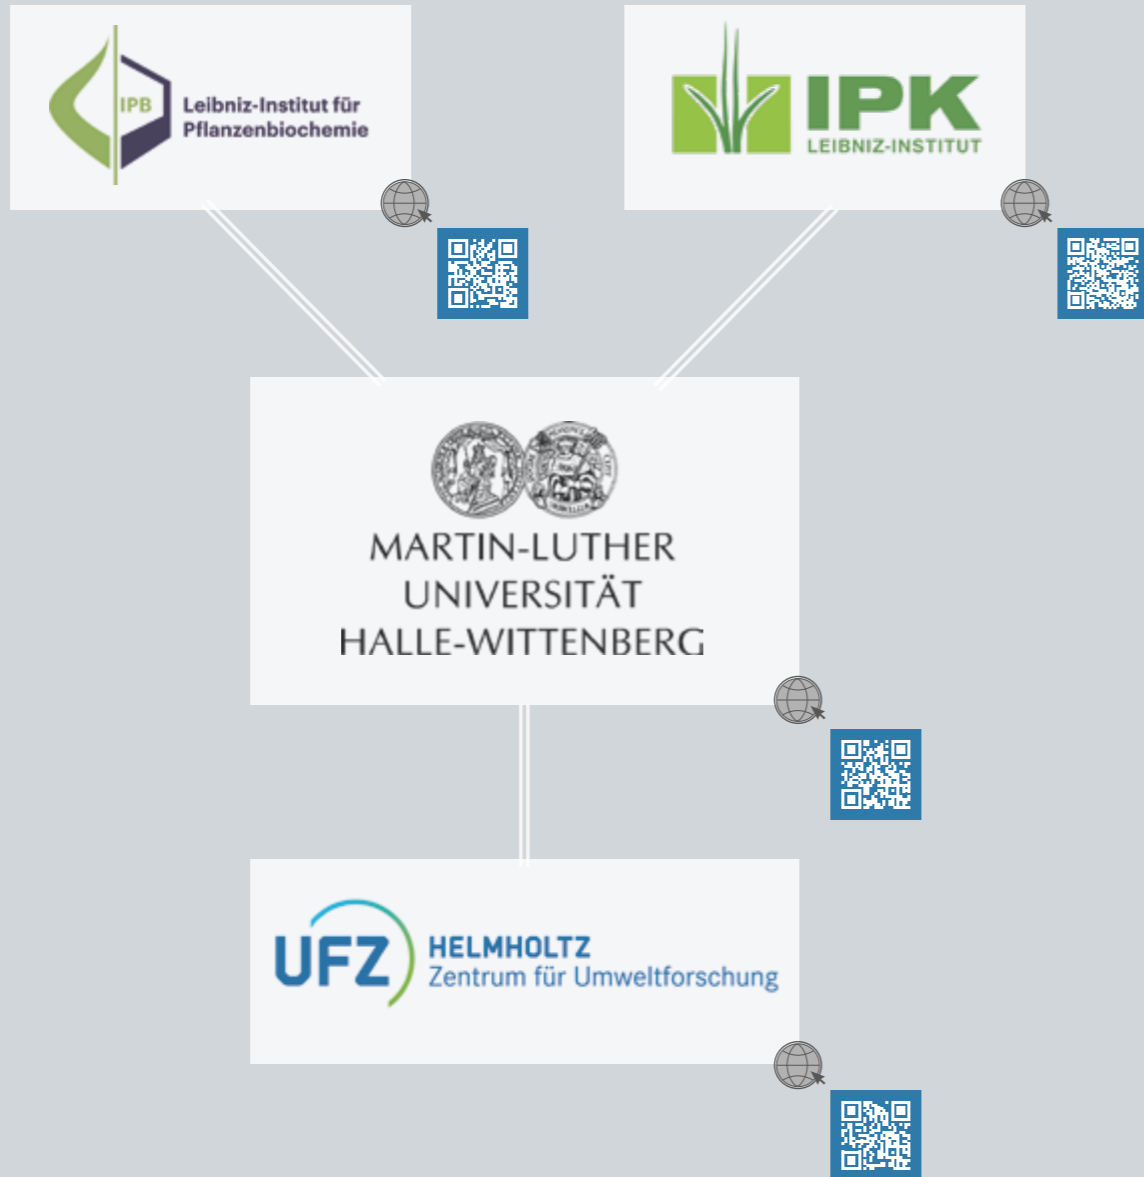 IPB
Leibniz-Institut für
Pflanzenbiochemie
IPK
LEIBNIZ-INSTITUT
MARTIN-LUTHER
UNIVERSITÄT
HALLE-WITTENBERG
UFZ
HELMHOLTZ
Zentrum für Umweltforschung